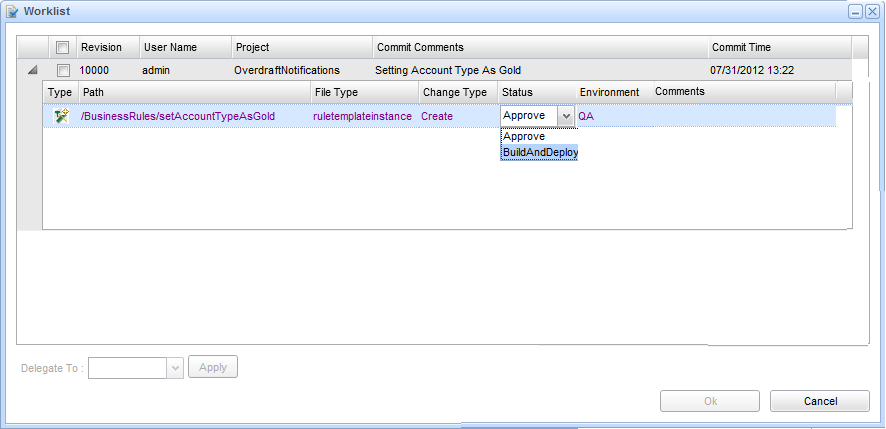 Worklist
Revision User Name Project Commit Comments Commit Time
10000 admin OverdraftNotifications Setting Account Type As Gold 07/31/2012 13:22
Type Path File Type Change Type Status Environment Comments
/BusinessRules/setAccountTypeAsGold ruletemplateinstance Create Approve QA
Approve
BuildAndDeploy
Delegate To : Apply
Ok Cancel